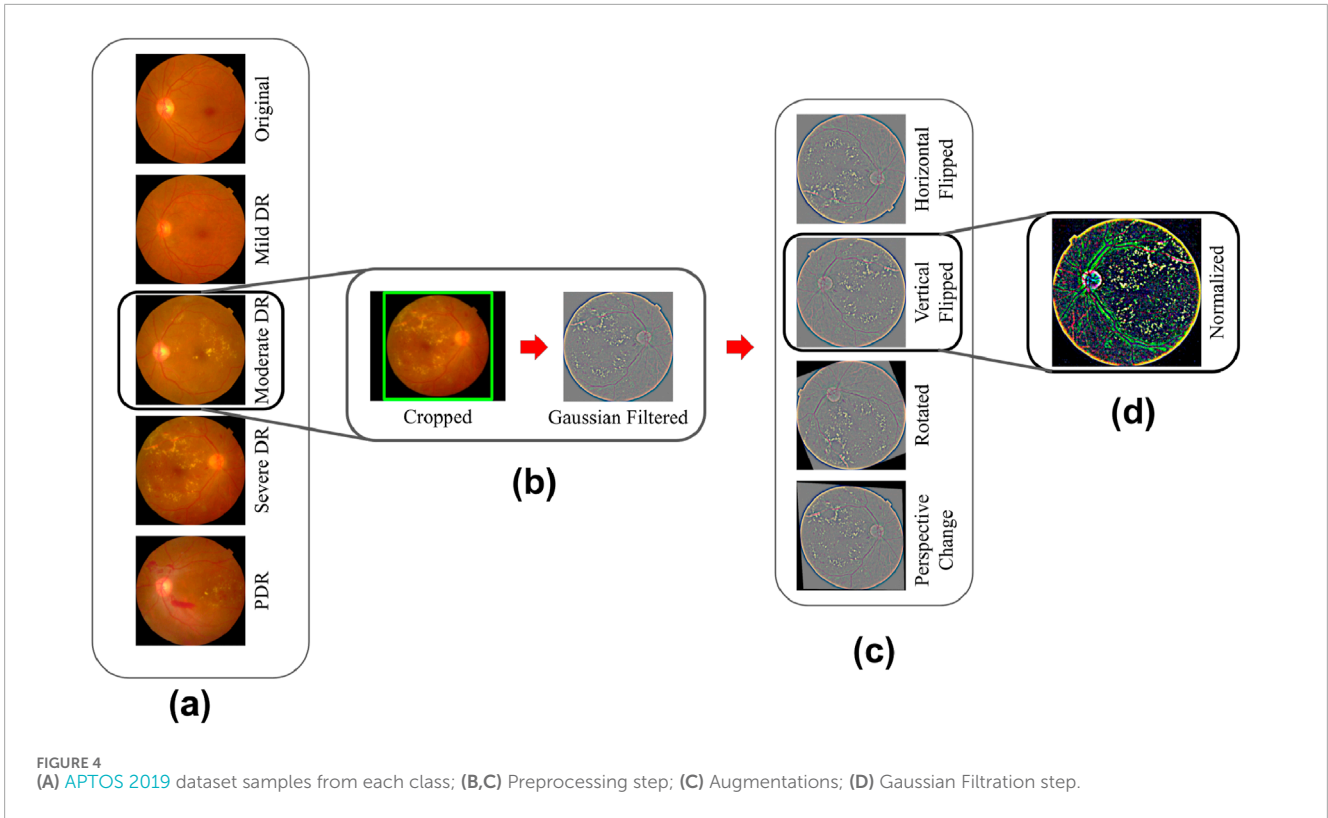 Original
Mild DR
Moderate DR
Severe DR
PDR
(a)
Cropped
Gaussian Filtered
(b)
Horizontal
Flipped
Vertical
Flipped
Rotated
Perspective
Change
(c)
Normalized
(d)
FIGURE 4
(A) APTOS 2019 dataset samples from each class; (B,C) Preprocessing step; (C) Augmentations; (D) Gaussian Filtration step.